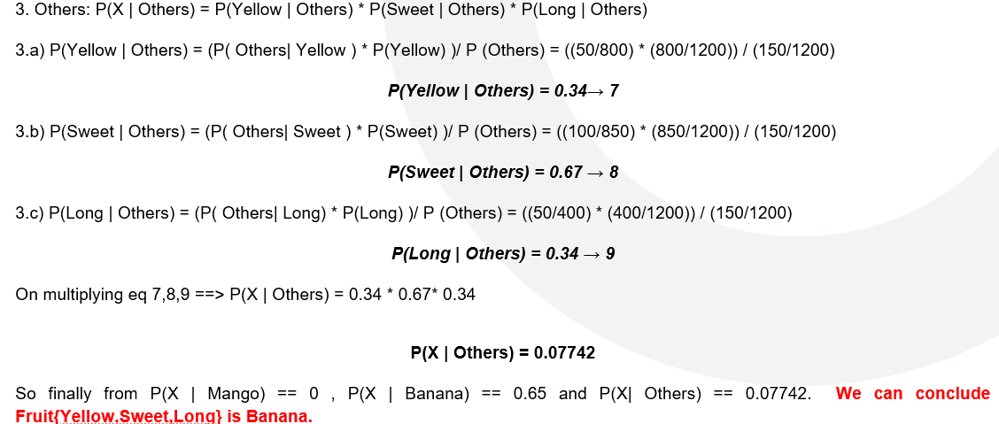 3. Others: P(X | Others) = P(Yellow | Others) * P(Sweet | Others) * P(Long | Others)
3.a) P(Yellow | Others) = (P( Others| Yellow ) * P(Yellow) )/ P (Others) = ((50/800) * (800/1200)) / (150/1200)
P(Yellow | Others) = 0.34→ 7
3.b) P(Sweet | Others) = (P( Others| Sweet ) * P(Sweet) )/ P (Others) = ((100/850) * (850/1200)) / (150/1200)
P(Sweet | Others) = 0.67 → 8
3.c) P(Long | Others) = (P( Others| Long) * P(Long) )/ P (Others) = ((50/400) * (400/1200)) / (150/1200)
P(Long | Others) = 0.34 → 9
On multiplying eq 7,8,9 ==> P(X | Others) = 0.34 * 0.67* 0.34
P(X | Others) = 0.07742
So finally from P(X | Mango) == 0 , P(X | Banana) == 0.65 and P(X| Others) == 0.07742. We can conclude
Fruit{Yellow,Sweet,Long} is Banana.